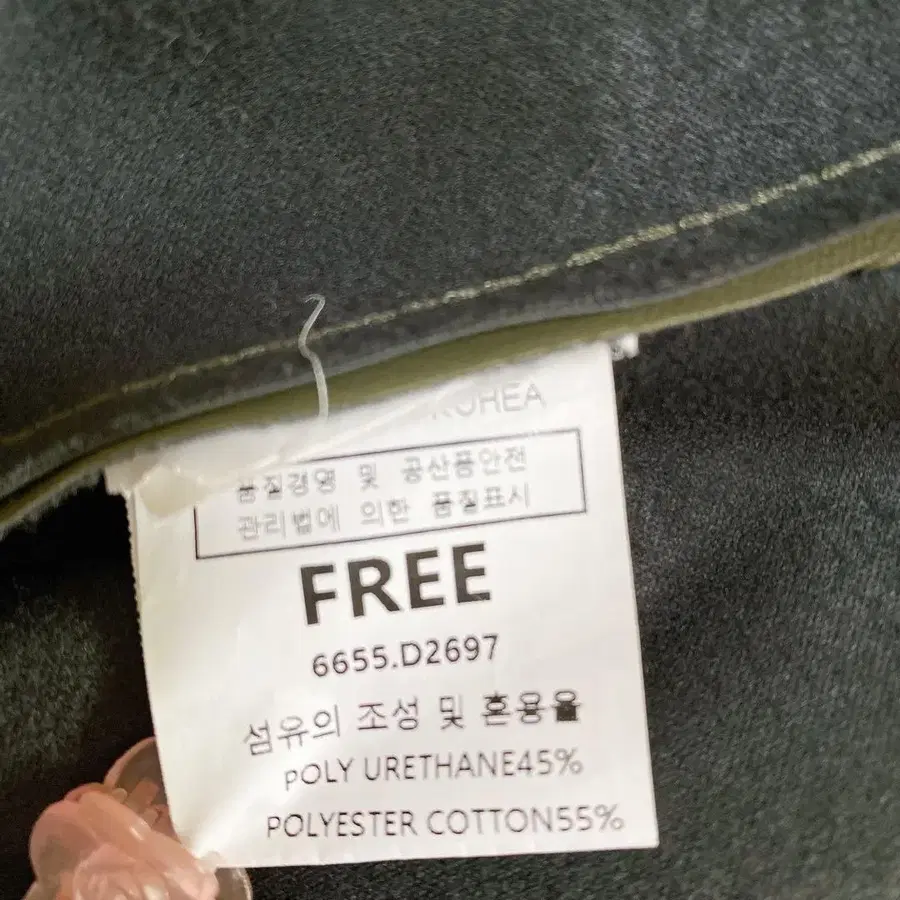 품질경영 및 공산품안전
관리법에 의한 품질표시
FREE
6655.D2697
섬유의 조성 및 혼용율
POLY URETHANE45%
POLYESTER COTTON55%